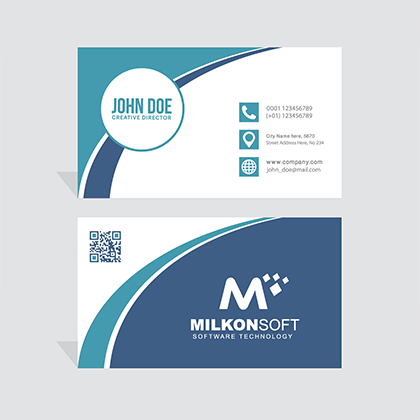 JOHN DOE
CREATIVE DIRECTOR
0001 123456789
(+01) 123456789
City Name here, 5870
Street Address Here, No 234
www.company.com
john_doe@mail.com
M
MILKONSOFT
SOFTWARE TECHNOLOGY